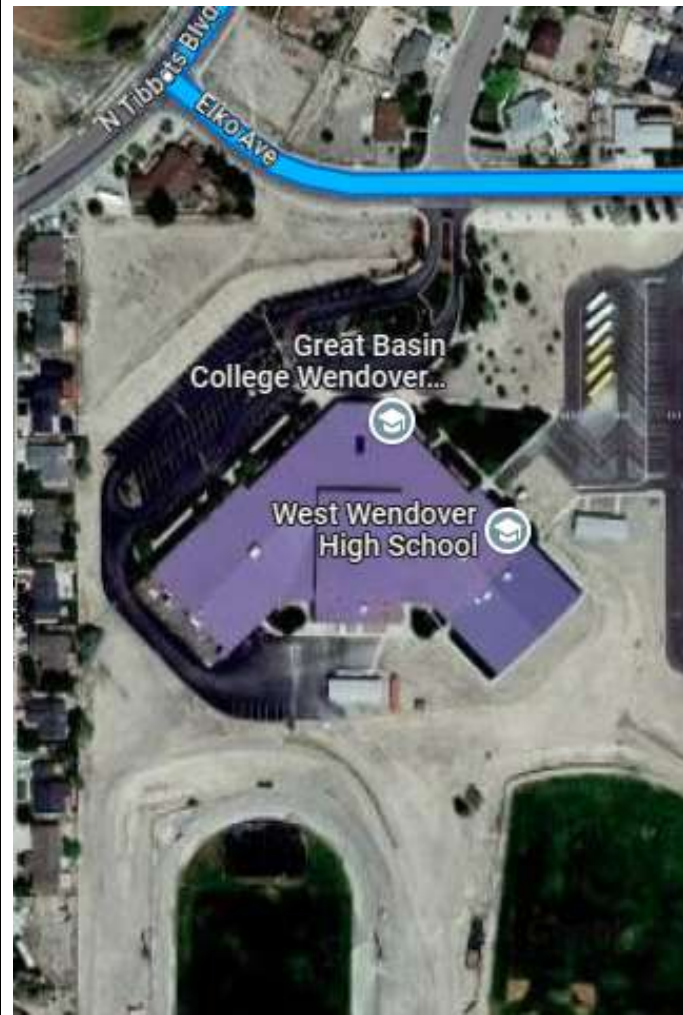 N Tibbets Blvd
Elko Ave
Great Basin
College Wendover...
West Wendover
High School